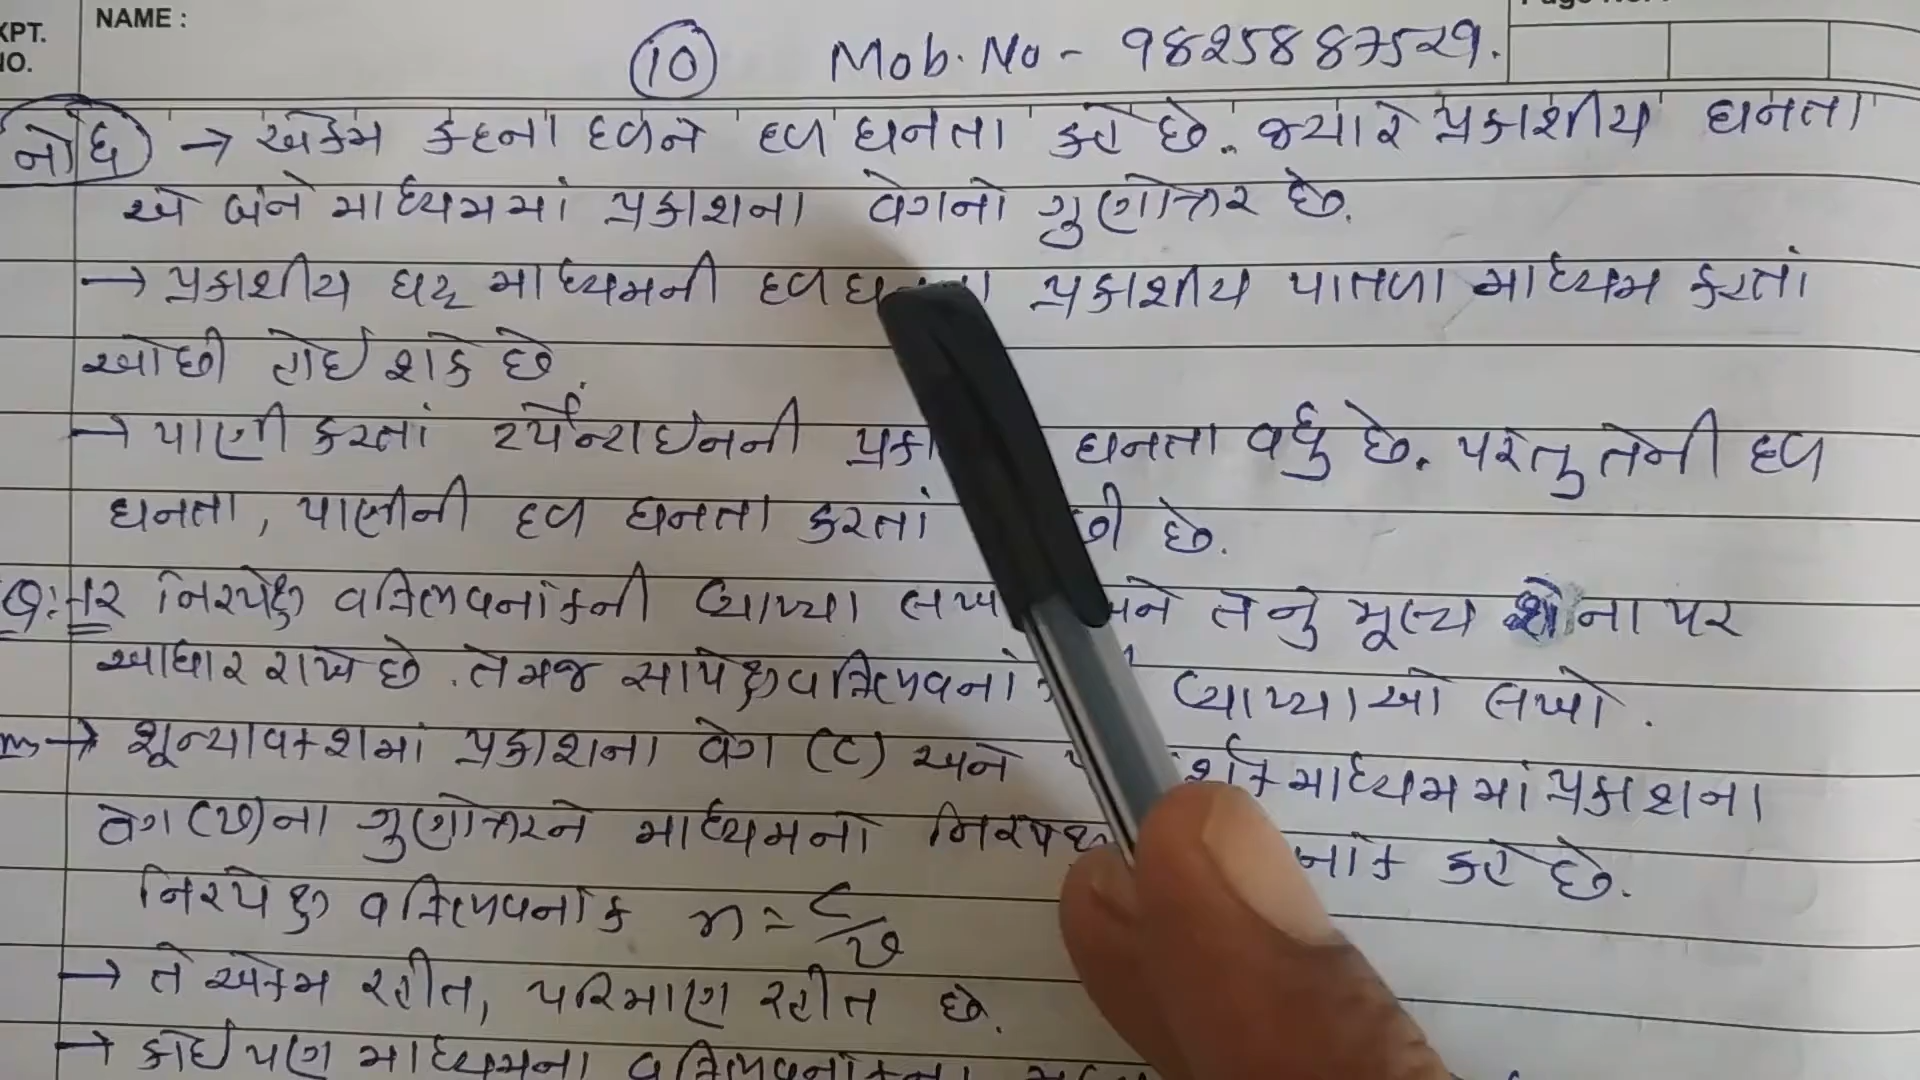 NAME :
(10) Mob. No - 9825887529.
નોંધ → એકમ કદના દળને દળ ઘનતા કહે છે. જ્યારે પ્રકાશીય ઘનતા
એ બંને માધ્યમમાં પ્રકાશના વેગનો ગુણોત્તર છે.
→ પ્રકાશીય ઘટ્ટ માધ્યમની દળ પ્રકાશીય પાતળા માધ્યમ કરતાં
ઓછી હોઈ શકે છે.
→ પાણી કરતાં ટર્પેન્ટાઈનની ઘનતા વધુ છે. પરંતુ તેની દળ
ઘનતા, પાણીની દળ ઘનતા કરતાં છે.
Q:-12 નિરપેક્ષ વક્રિભવનાંકની વ્યાખ્યા તેનું મૂલ્ય શેના પર
આધાર રાખે છે. તેમજ સાપેક્ષ વ્યાખ્યાઓ લખો.
→ શૂન્યાવકાશમાં પ્રકાશના વેગ (c) અને માધ્યમમાં પ્રકાશના
વેગ (v)ના ગુણોત્તરને માધ્યમનો નિરપેક્ષ કહે છે.
નિરપેક્ષ વક્રિભવનાંક n = c/v
→ તે એકમ રહીત, પરિમાણ રહીત છે.
→ કોઈપણ માધ્યમના વક્રિભવનાંકના